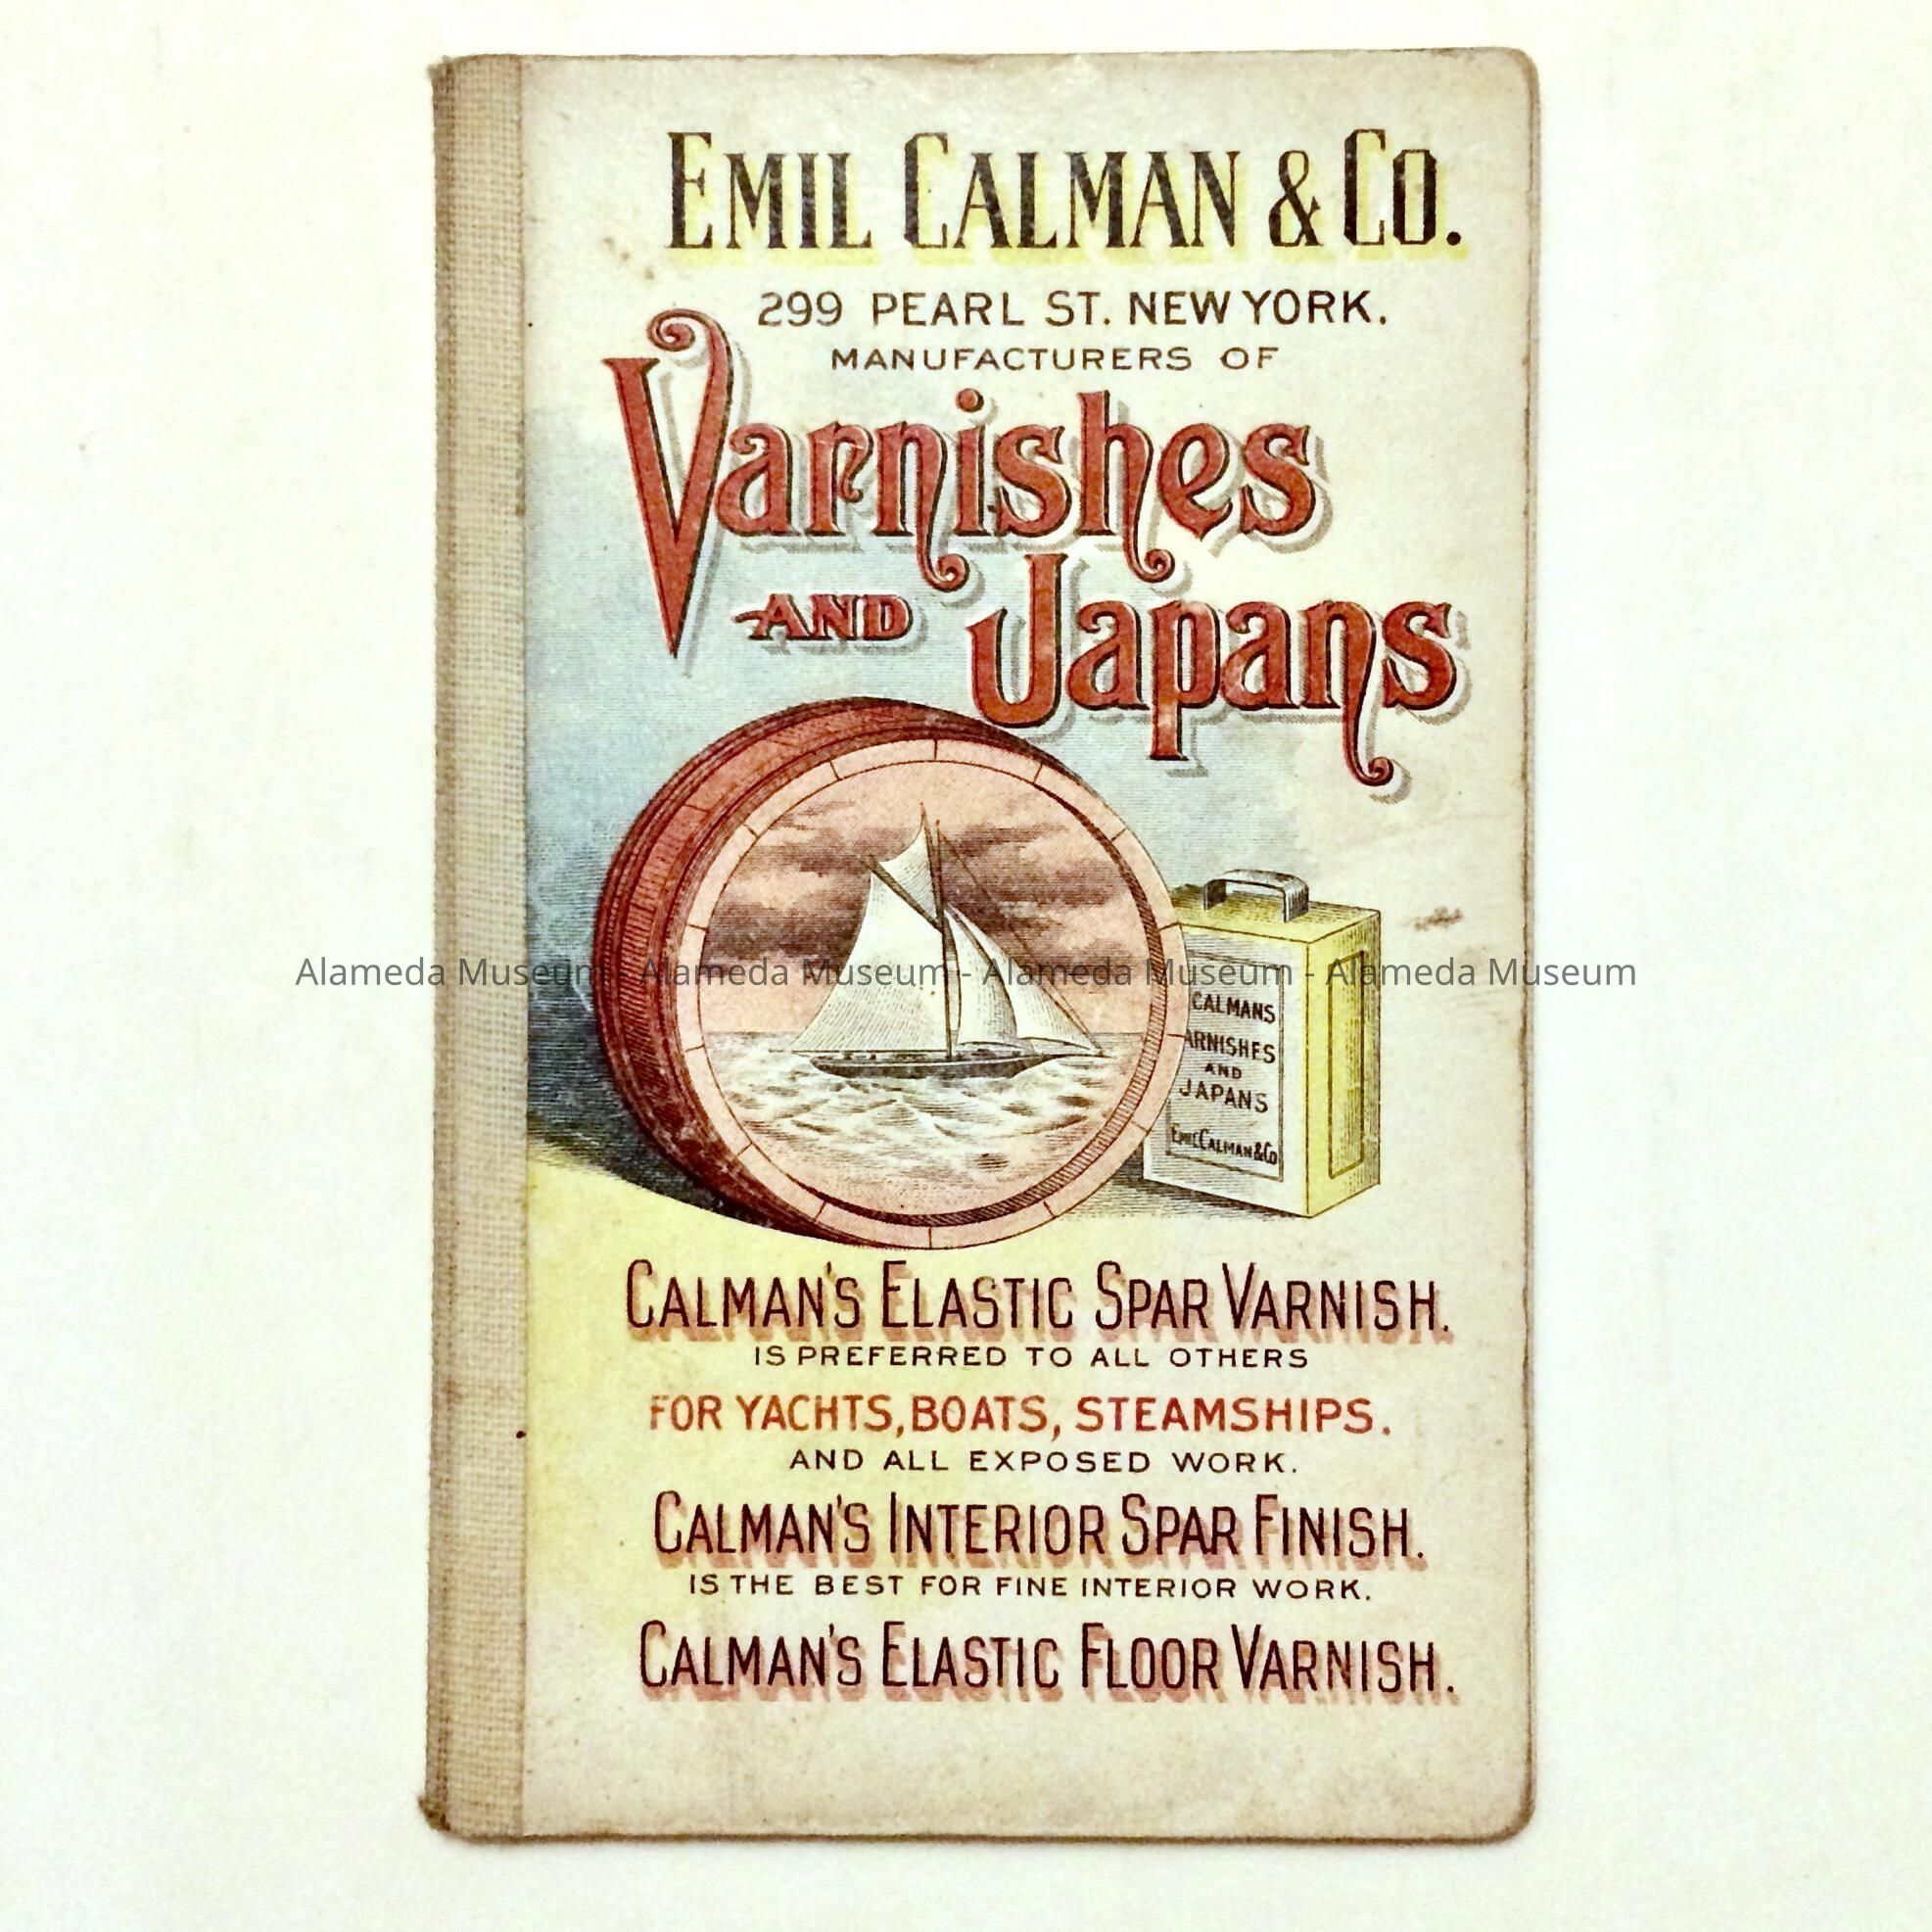 EMIL CALMAN & CO.
299 PEARL ST. NEW YORK.
MANUFACTURERS OF
Varnishes
AND Japans
Alameda Museum - Alameda Museum - Alameda Museum - Alameda Museum
CALMANS
ARNISHES
AND
JAPANS
EMIL CALMAN & CO
CALMAN'S ELASTIC SPAR VARNISH.
IS PREFERRED TO ALL OTHERS
FOR YACHTS, BOATS, STEAMSHIPS.
AND ALL EXPOSED WORK.
CALMAN'S INTERIOR SPAR FINISH.
IS THE BEST FOR FINE INTERIOR WORK.
CALMAN'S ELASTIC FLOOR VARNISH.